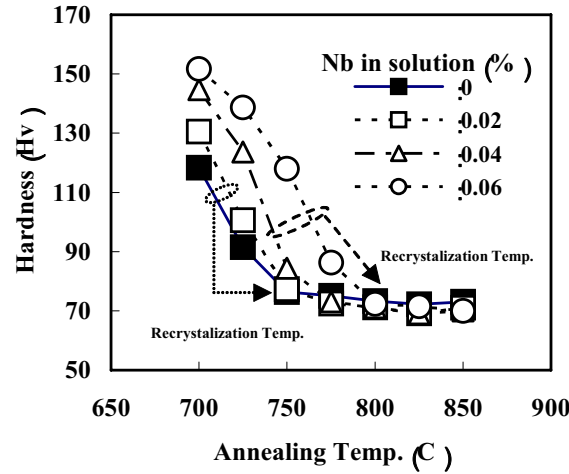 170
150
130
110
90
70
50
Hardness (Hv)
Nb in solution (%)
:0
:0.02
:0.04
:0.06
Recrystalization Temp.
Recrystalization Temp.
650 700 750 800 850 900
Annealing Temp. (C)